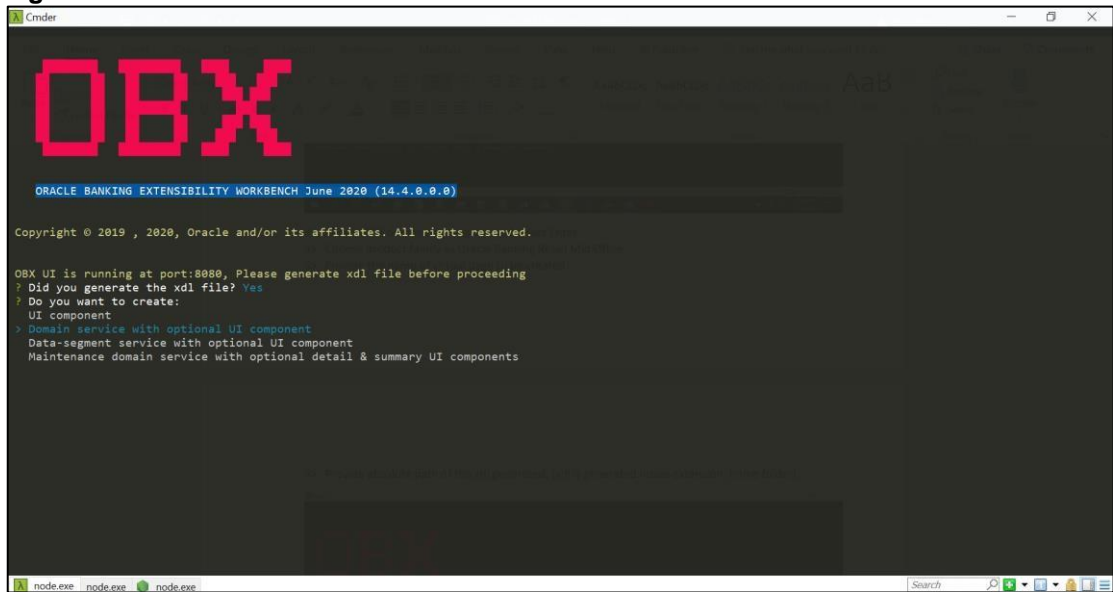 Cmder
OBX
ORACLE BANKING EXTENSIBILITY WORKBENCH June 2020 (14.4.0.0.0)
Copyright © 2019 , 2020, Oracle and/or its affiliates. All rights reserved.
OBX UI is running at port:8080, Please generate xdl file before proceeding
? Did you generate the xdl file? Yes
? Do you want to create:
UI component
> Domain service with optional UI component
Data-segment service with optional UI component
Maintenance domain service with optional detail & summary UI components
node.exe node.exe node.exe Search